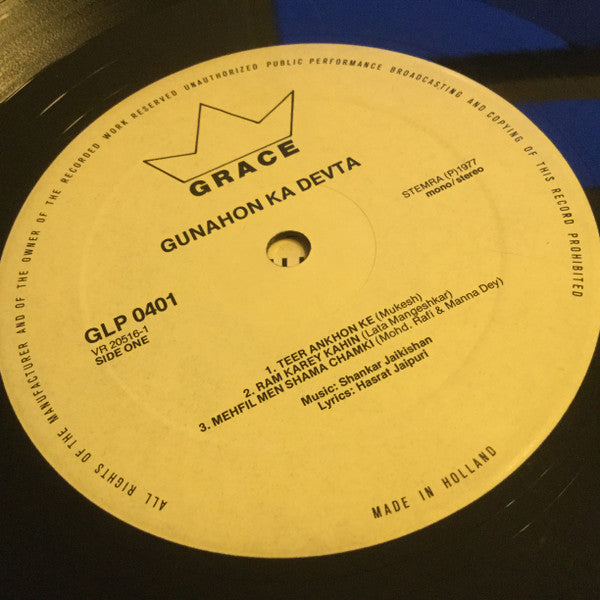 ALL RIGHTS OF THE MANUFACTURER AND OF THE OWNER OF THE RECORDED WORK RESERVED UNAUTHORIZED PUBLIC PERFORMANCE BROADCASTING AND COPYING OF THIS RECORD PROHIBITED
GRACE
GUNAHON KA DEVTA
STEMRA (P)1977
mono/stereo
GLP 0401
VR 20516-1
SIDE ONE
1. TEER ANKHON KE (Mukesh)
2. RAM KAREY KAHIN (Lata Mangeshkar)
3. MEHFIL MEN SHAMA CHAMKI (Mohd. Rafi & Manna Dey)
Music: Shankar Jaikishan
Lyrics: Hasrat Jaipuri
MADE IN HOLLAND